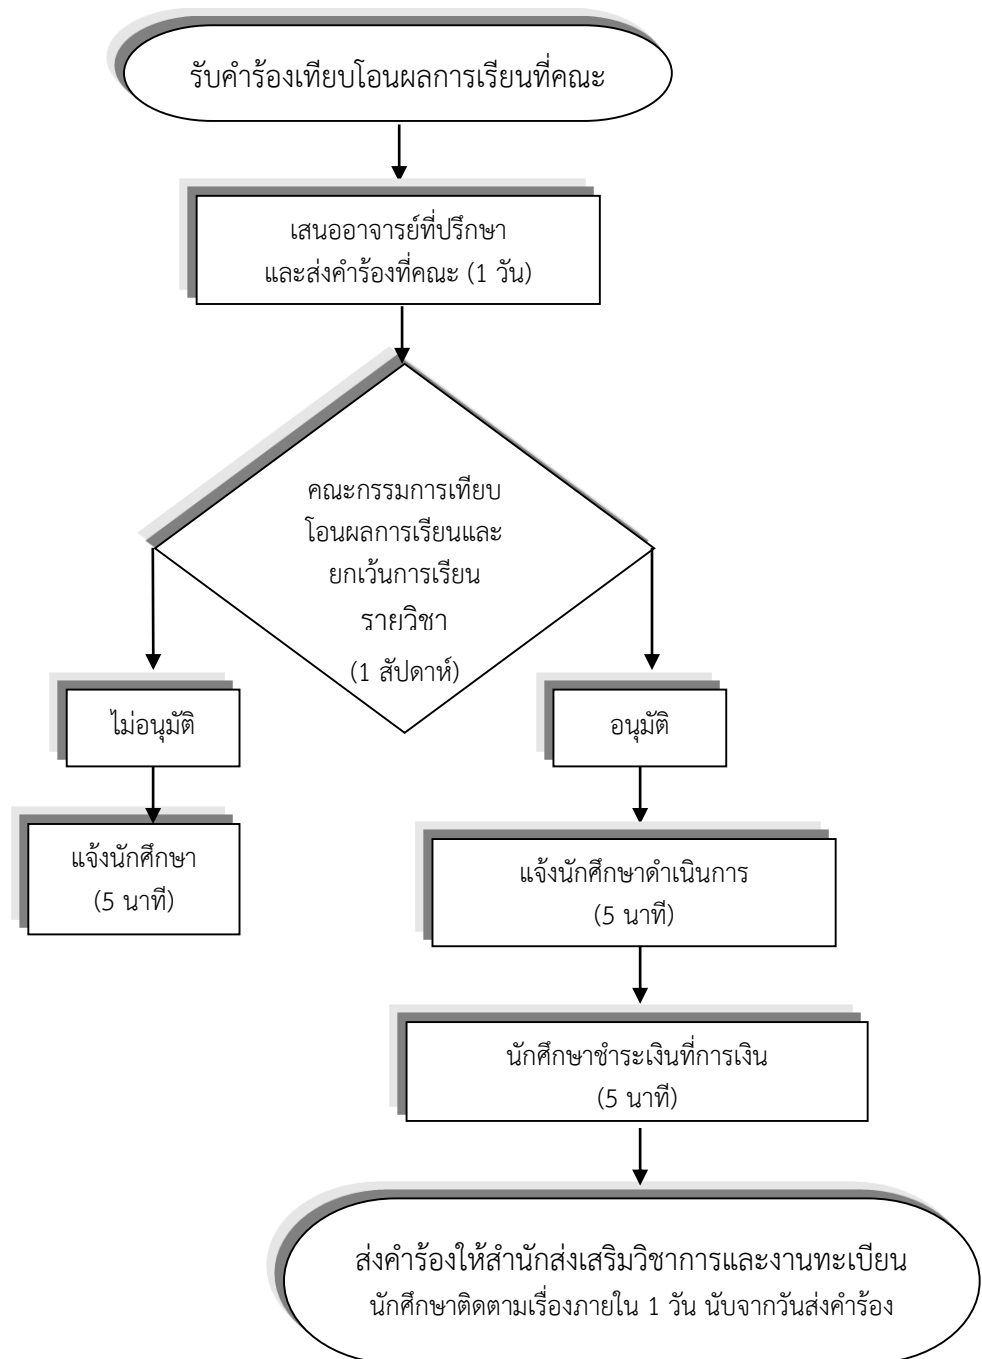 รับคำร้องเทียบโอนผลการเรียนที่คณะ
เสนออาจารย์ที่ปรึกษา
และส่งคำร้องที่คณะ (1 วัน)
คณะกรรมการเทียบ
โอนผลการเรียนและ
ยกเว้นการเรียน
รายวิชา
(1 สัปดาห์)
ไม่อนุมัติ
อนุมัติ
แจ้งนักศึกษา
(5 นาที)
แจ้งนักศึกษาดำเนินการ
(5 นาที)
นักศึกษาชำระเงินที่การเงิน
(5 นาที)
ส่งคำร้องให้สำนักส่งเสริมวิชาการและงานทะเบียน
นักศึกษาติดตามเรื่องภายใน 1 วัน นับจากวันส่งคำร้อง